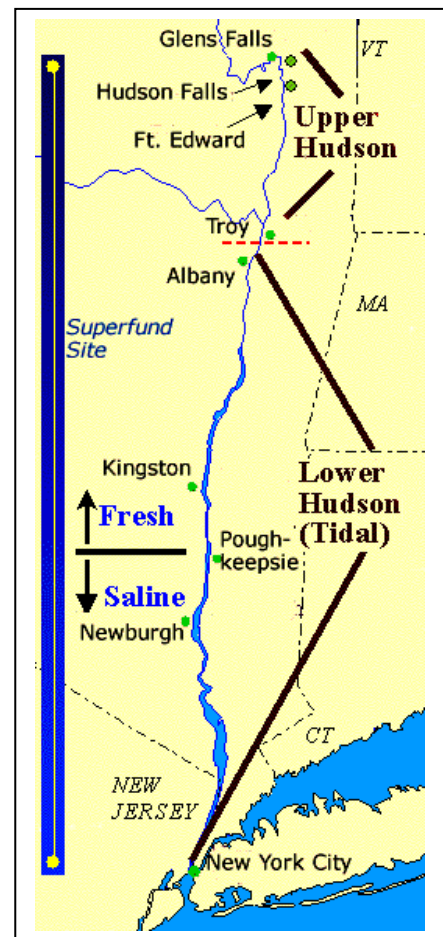 Glens Falls
VT
Hudson Falls
Upper
Hudson
Ft. Edward
Troy
Albany
MA
Superfund
Site
Kingston
Lower
Hudson
(Tidal)
Fresh
Pough-
keepsie
Saline
Newburgh
CT
NEW
JERSEY
New York City